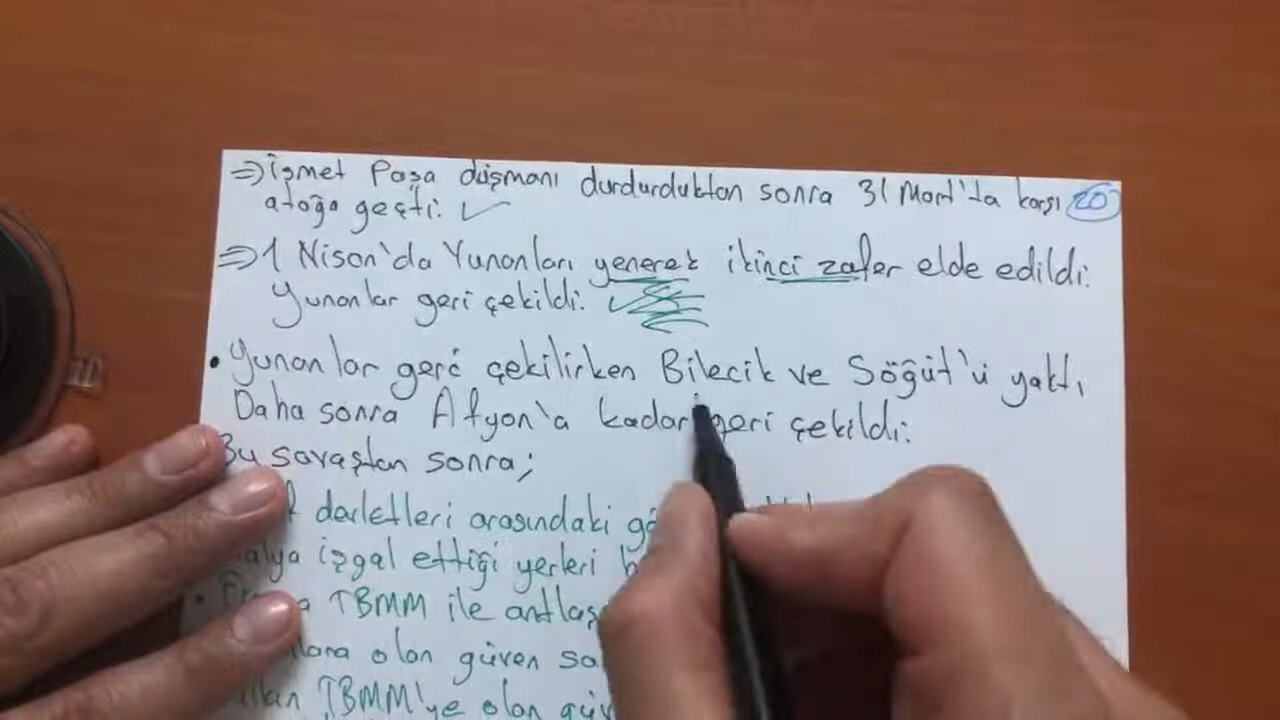 ⇒ İsmet Paşa düşmanı durdurduktan sonra 31 Mart'ta karşı 20
atağa geçti. ✓
⇒ 1 Nisan'da Yunanları yenerek ikinci zafer elde edildi.
Yunanlar geri çekildi.
• Yunanlar geri çekilirken Bilecik ve Söğüt'ü yaktı,
Daha sonra Afyon'a kadar geri çekildi.
Bu savaştan sonra;
devletleri arasındaki
işgal ettiği yerleri
• TBMM ile
olan güven
TBMM'ye olan